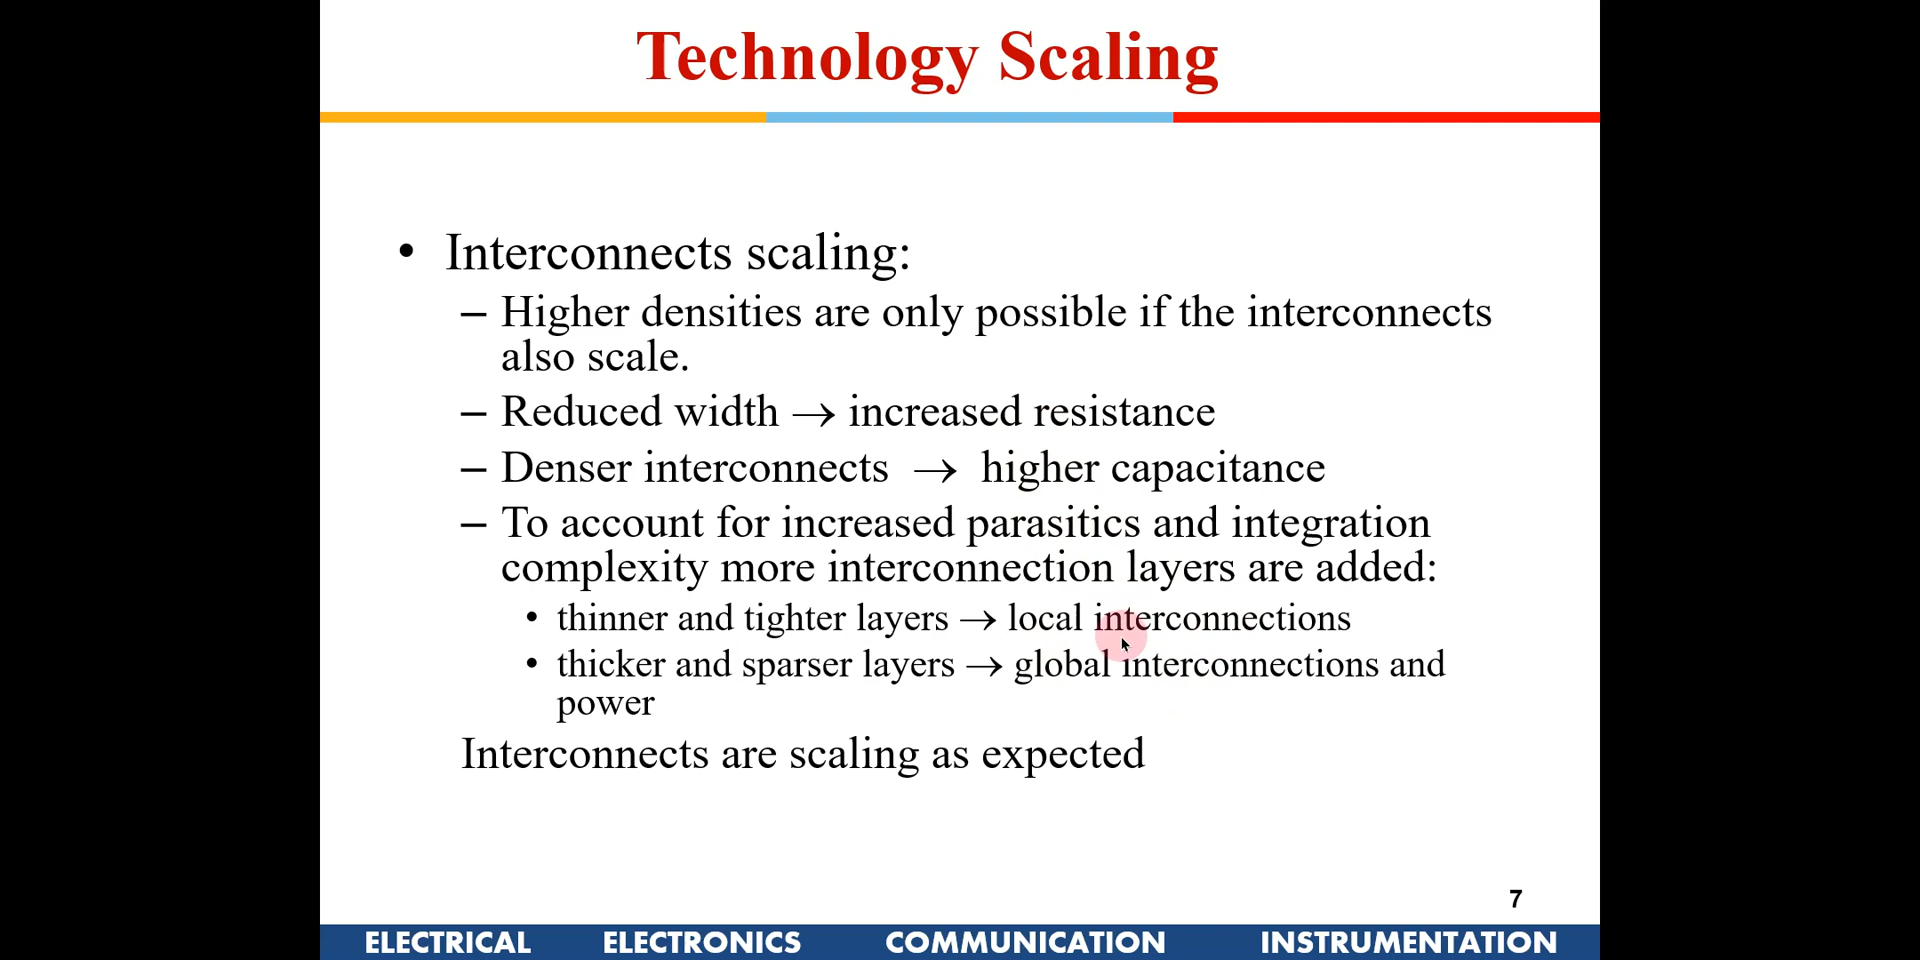 Technology Scaling
• Interconnects scaling:
– Higher densities are only possible if the interconnects
also scale.
– Reduced width → increased resistance
– Denser interconnects → higher capacitance
– To account for increased parasitics and integration
complexity more interconnection layers are added:
• thinner and tighter layers → local interconnections
• thicker and sparser layers → global interconnections and
power
Interconnects are scaling as expected
7
ELECTRICAL ELECTRONICS COMMUNICATION INSTRUMENTATION